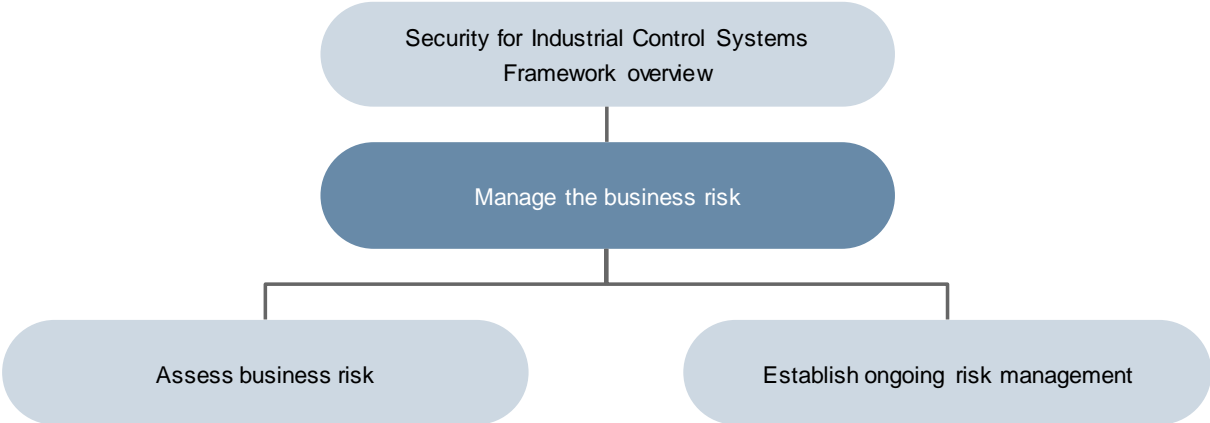 Security for Industrial Control Systems
Framework overview
Manage the business risk
Assess business risk
Establish ongoing risk management